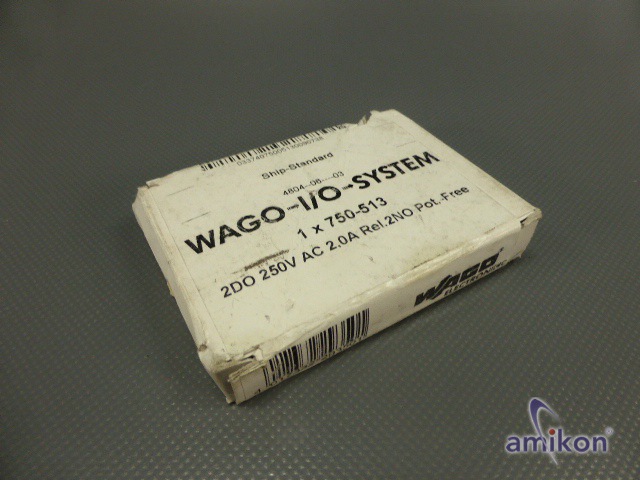 Ship-Standard
4804--06----03
WAGO-I/O-SYSTEM
1 x 750-513
2DO 250V AC 2.0A Rel.2NO Pot.-Free
WAGO
ELECTRONICC
amikon®